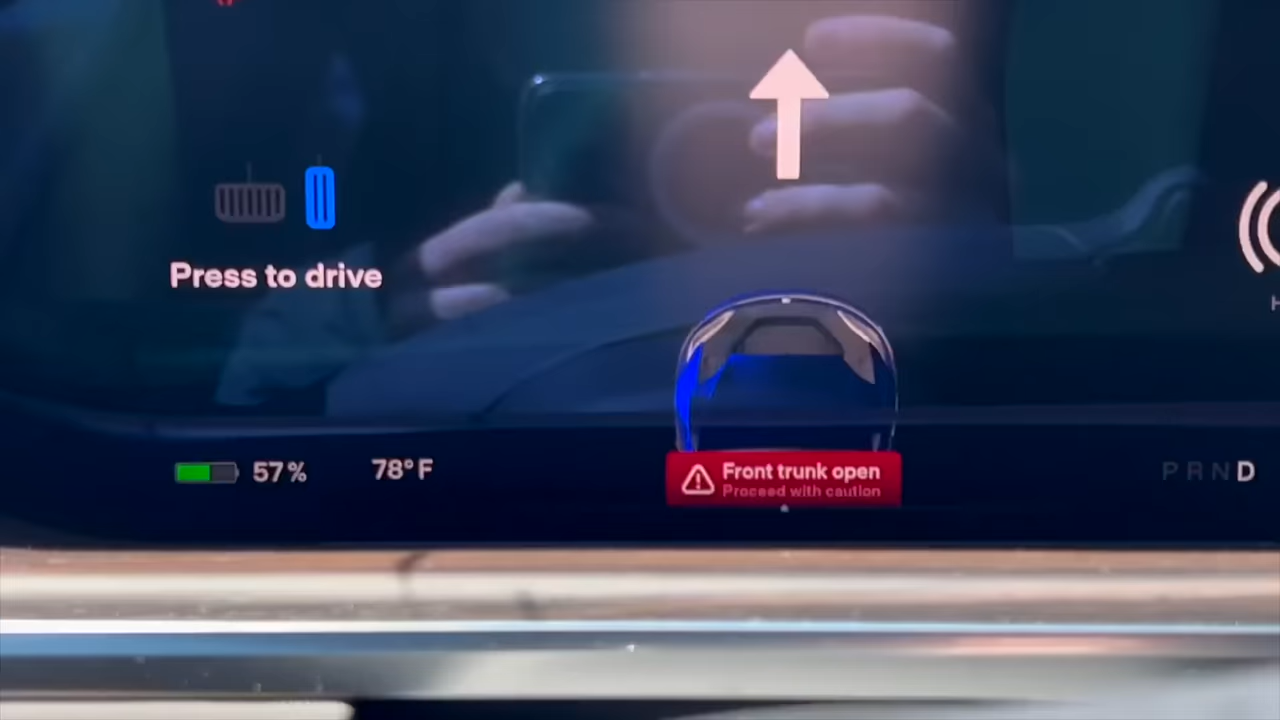 Press to drive
57%
78°F
Front trunk open
Proceed with caution
P R N D
H